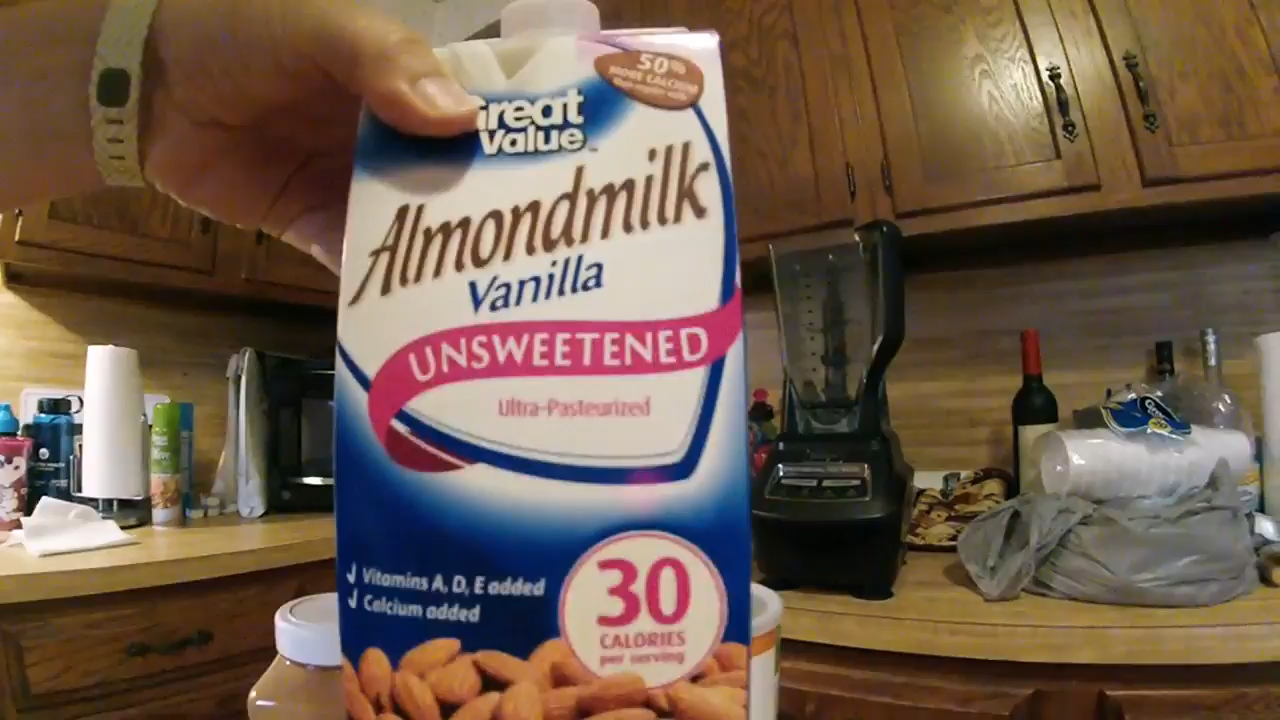 50%
MORE CALCIUM
Great
Value
Almondmilk
Vanilla
UNSWEETENED
Ultra-Pasteurized
Vitamins A, D, E added
Calcium added
30
CALORIES
per serving